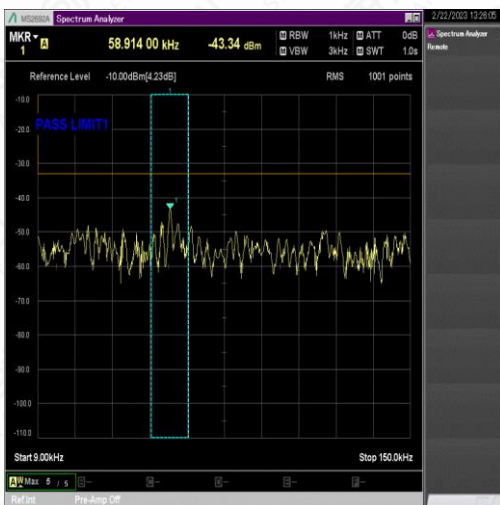 MS2692A Spectrum Analyzer
2/22/2023 13:26:05
MKR 1 A 58.914 00 kHz -43.34 dBm
RBW 1kHz ATT 0dB
VBW 3kHz SWT 1.0s
Spectrum Analyzer
Remote
Reference Level -10.00dBm[4.23dB] RMS 1001 points
1
-10.0
PASS LIMIT1
-20.0
-30.0
-40.0
-50.0
-60.0
-70.0
-80.0
-90.0
-100.0
-110.0
Start 9.00kHz Stop 150.0kHz
A W Max 5 / 5
Ref.Int Pre-Amp Off